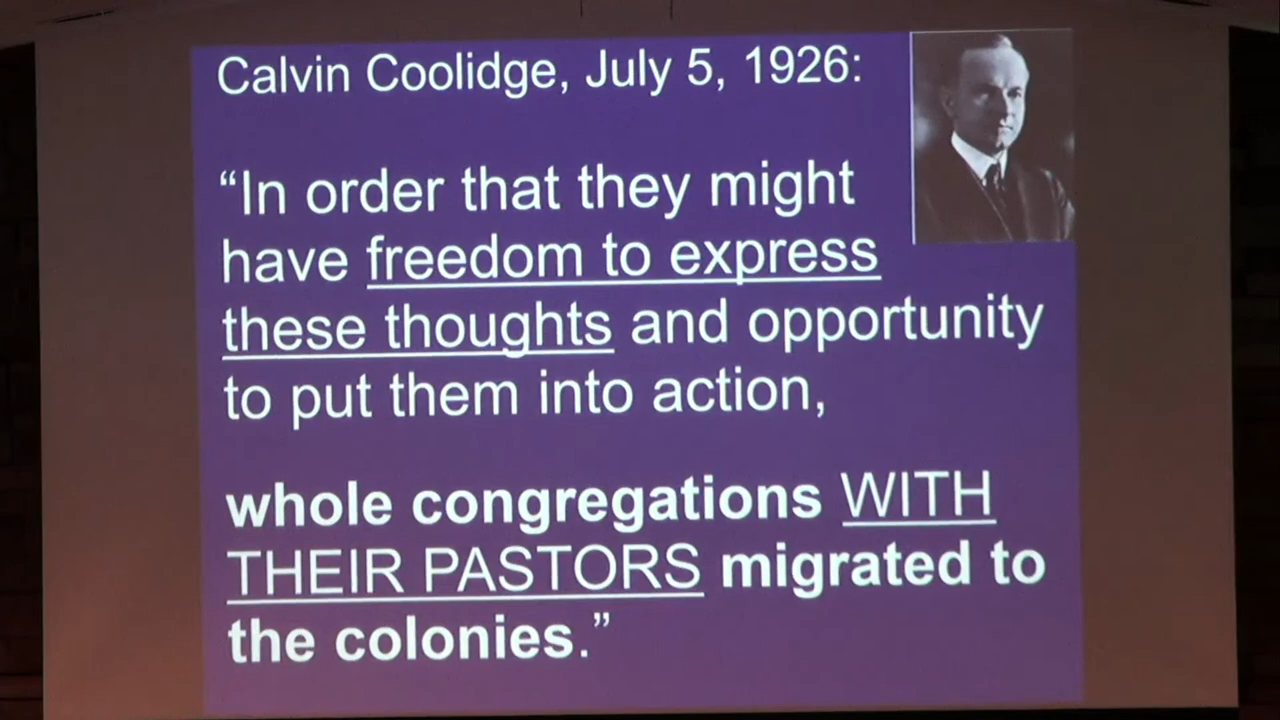 Calvin Coolidge, July 5, 1926:
“In order that they might
have freedom to express
these thoughts and opportunity
to put them into action,
whole congregations WITH
THEIR PASTORS migrated to
the colonies.”